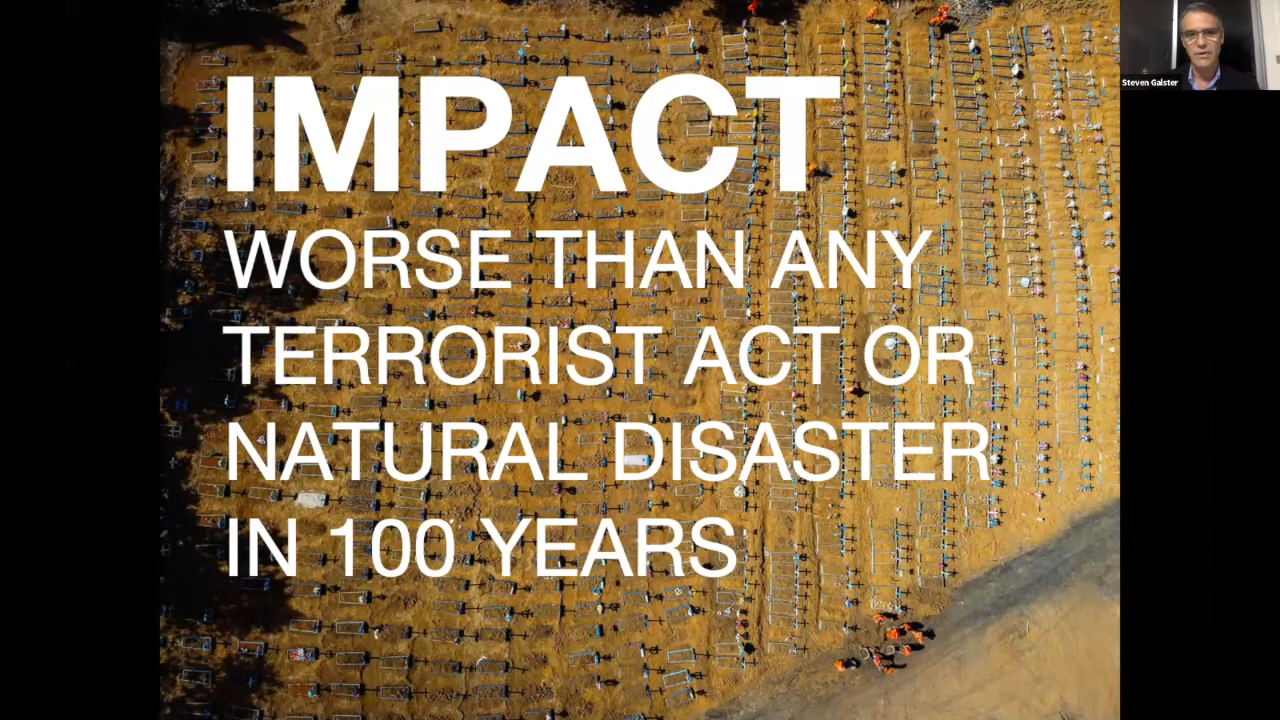 IMPACT
WORSE THAN ANY
TERRORIST ACT OR
NATURAL DISASTER
IN 100 YEARS
Steven Galster